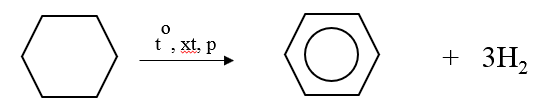 t°, xt, p
+ 3H₂